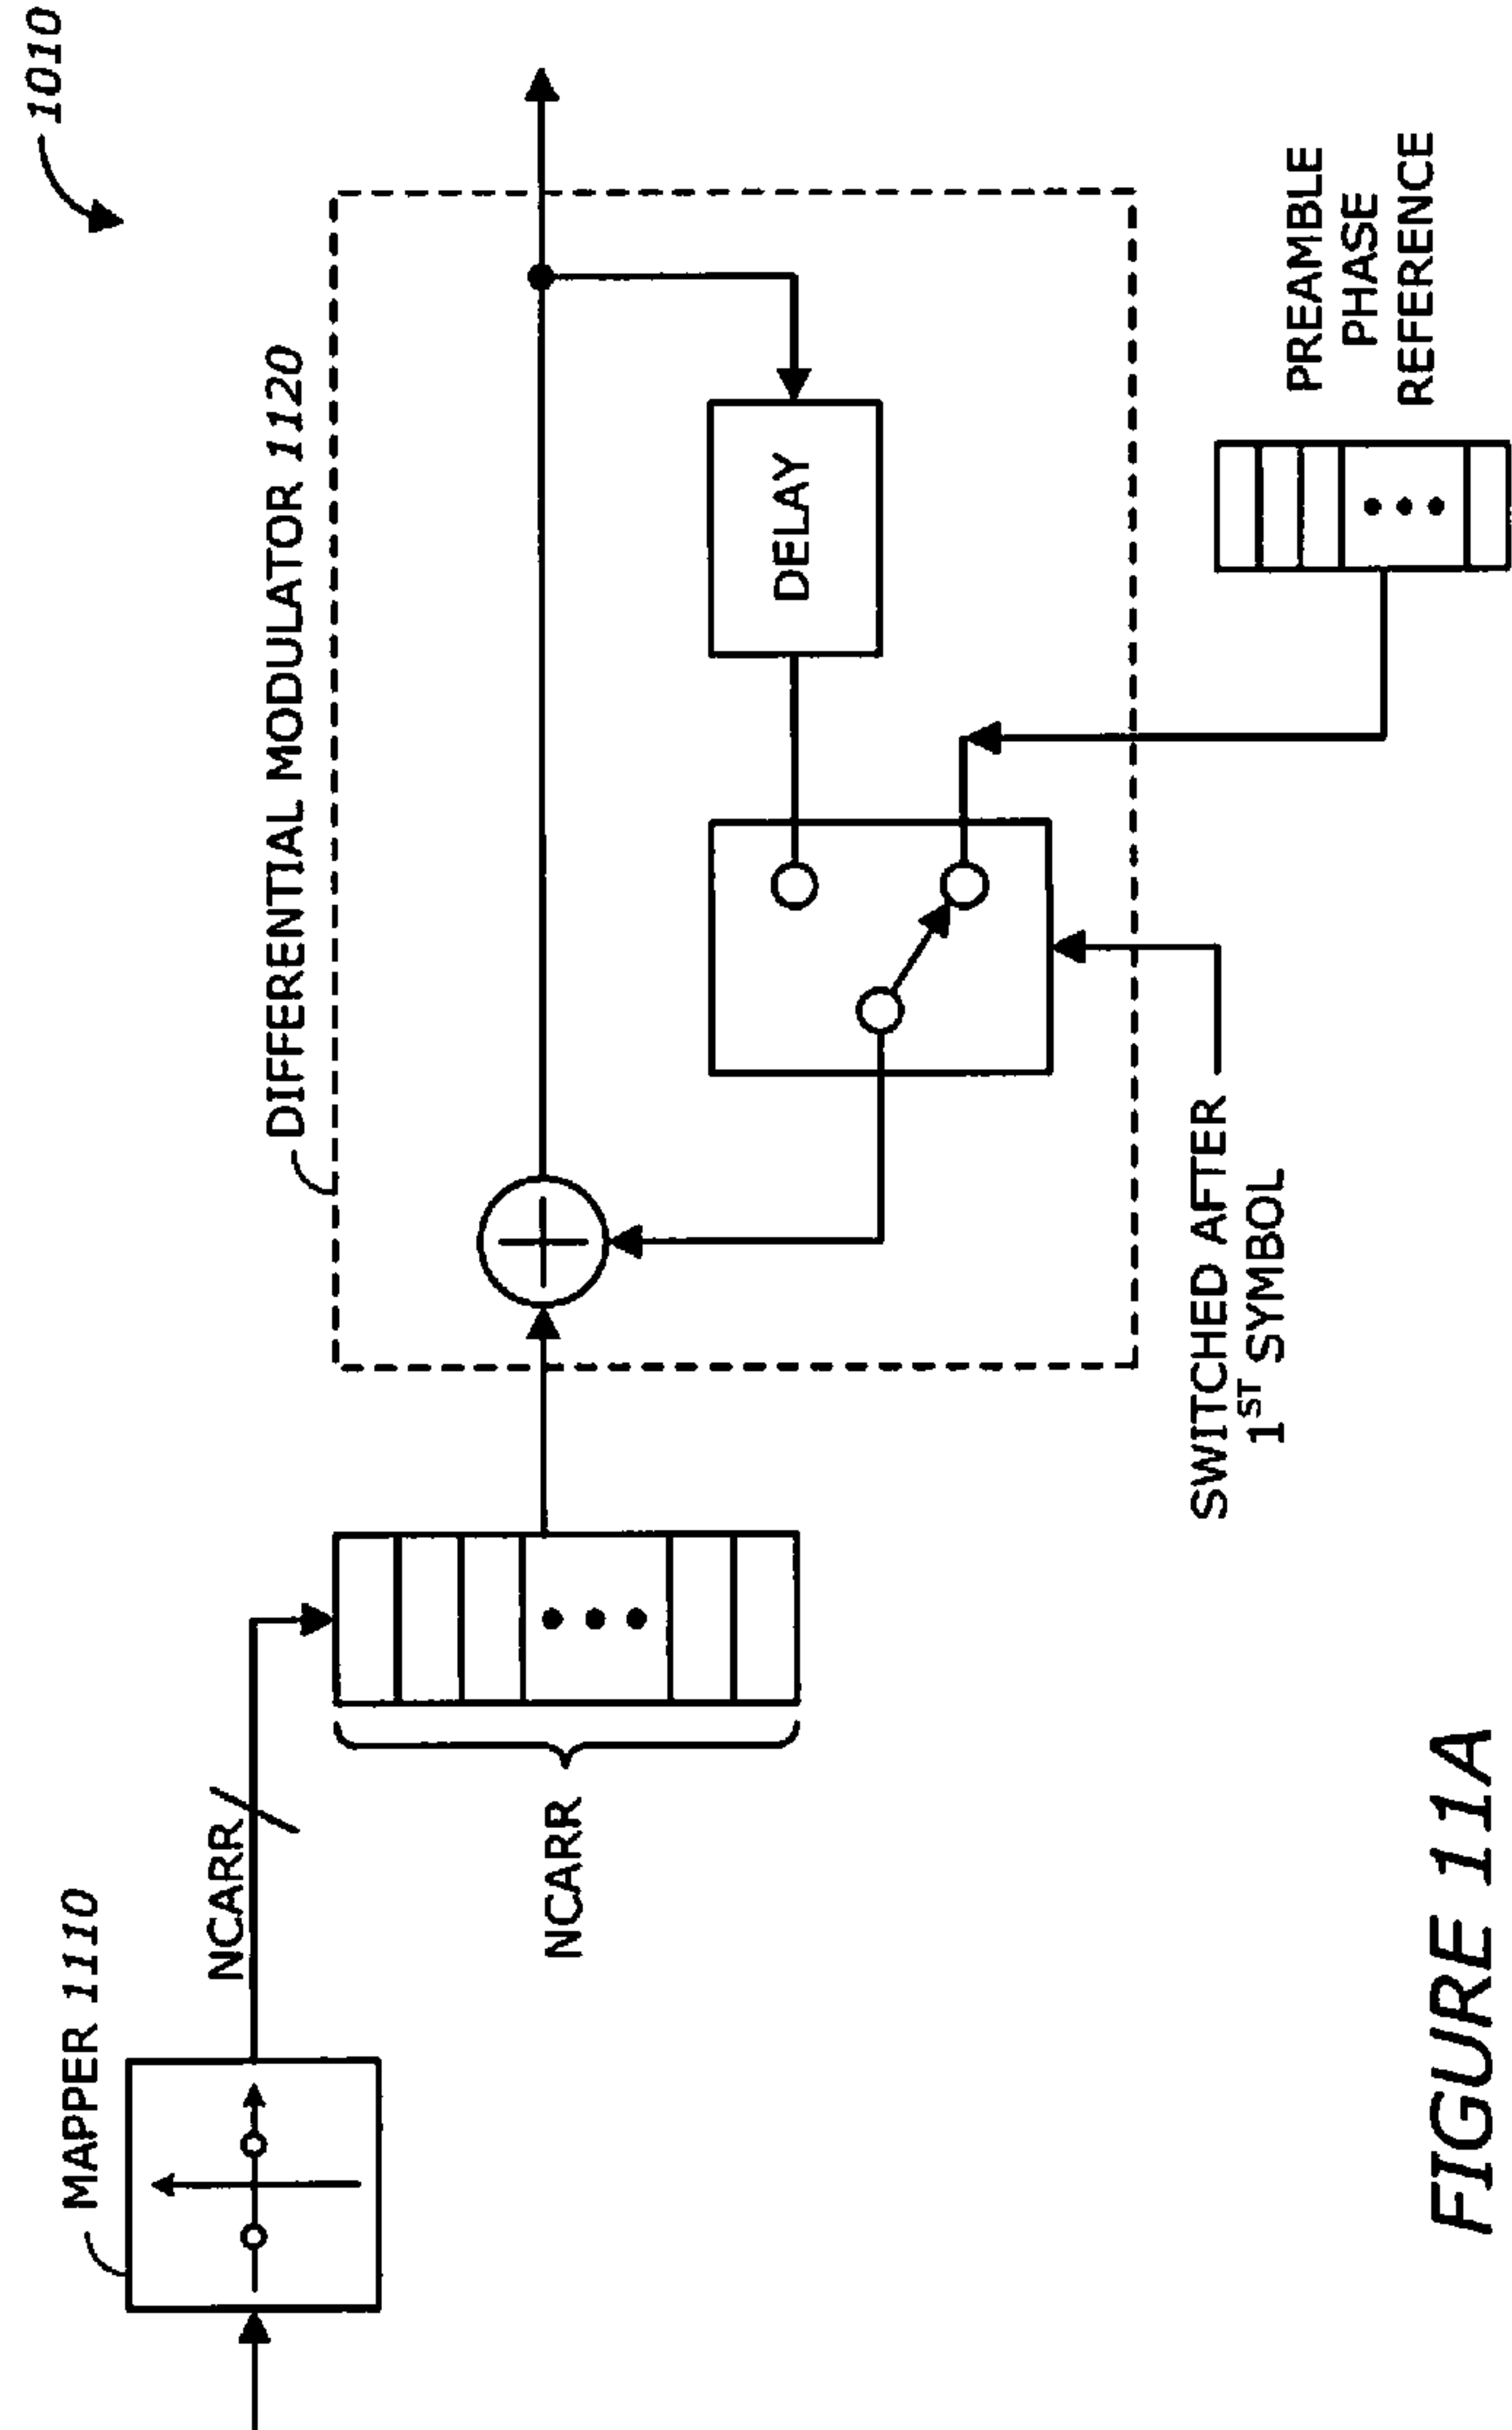 1010
MAPPER 1110
NCARR
NCARR
DIFFERENTIAL MODULATOR 1120
DELAY
SWITCHED AFTER
1ST SYMBOL
PREAMBLE
PHASE
REFERENCE
FIGURE 11A